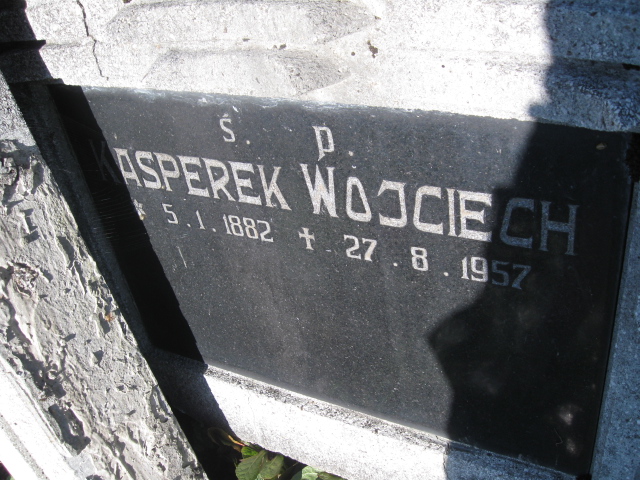 Ś. P.
KASPEREK WOJCIECH
* 5.1.1882 ✝ 27.8.1957